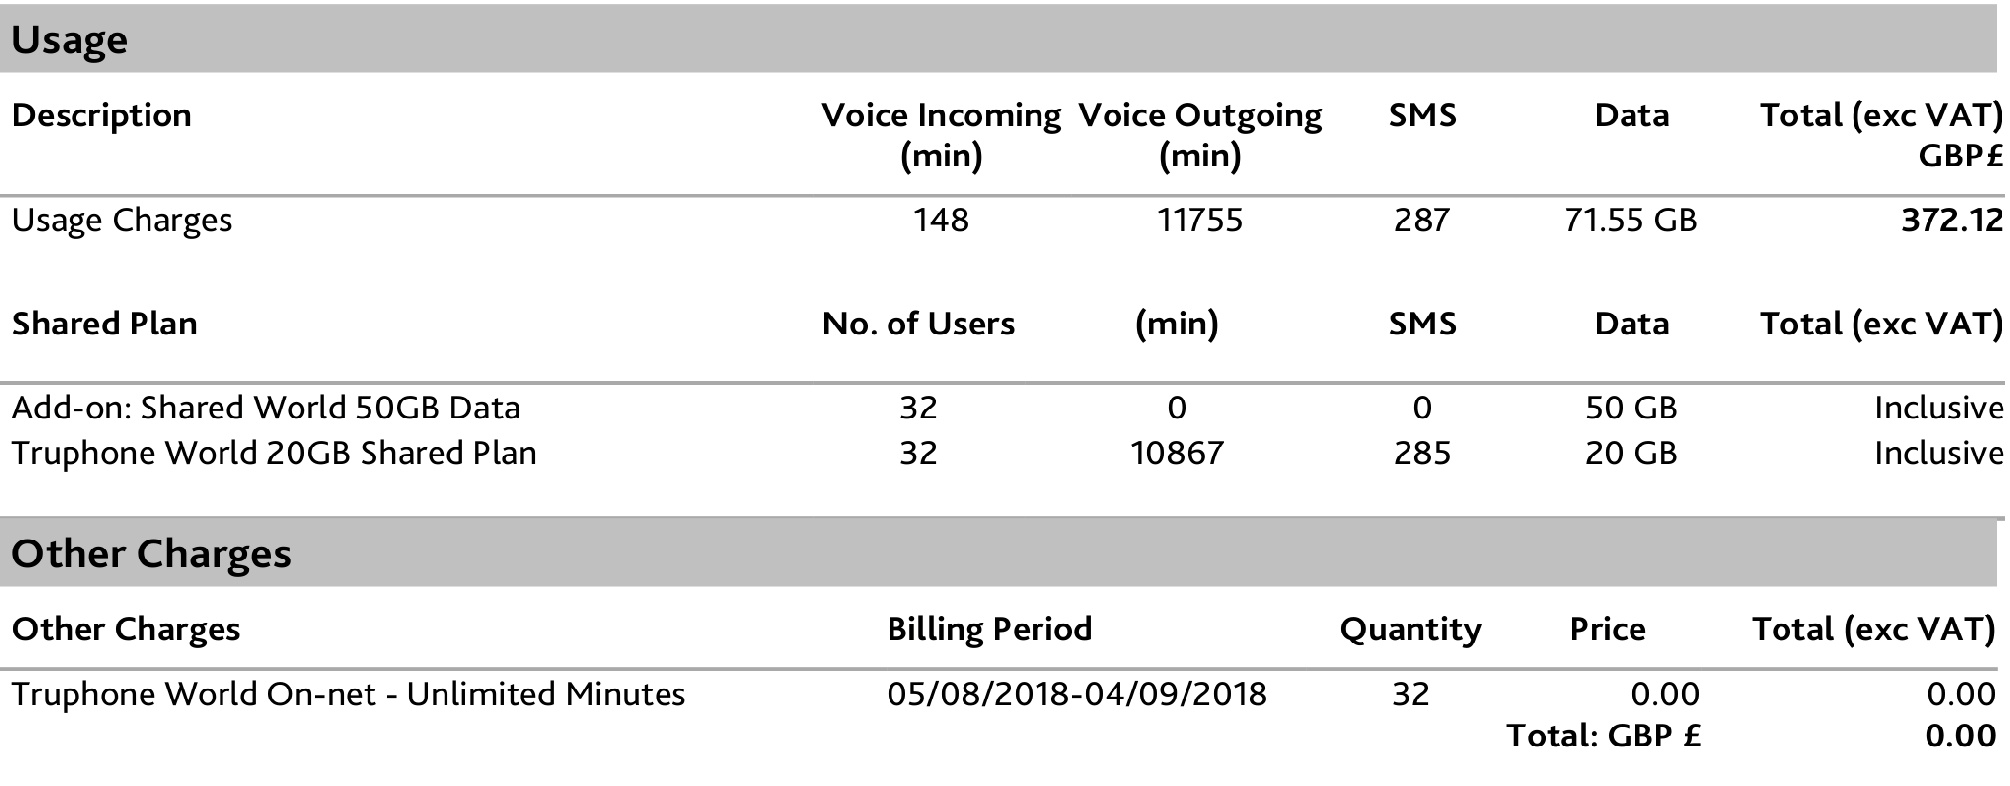 Usage
Description Voice Incoming Voice Outgoing SMS Data Total (exc VAT)
(min) (min) GBP£
Usage Charges 148 11755 287 71.55 GB 372.12
Shared Plan No. of Users (min) SMS Data Total (exc VAT)
Add-on: Shared World 50GB Data 32 0 0 50 GB Inclusive
Truphone World 20GB Shared Plan 32 10867 285 20 GB Inclusive
Other Charges
Other Charges Billing Period Quantity Price Total (exc VAT)
Truphone World On-net - Unlimited Minutes 05/08/2018-04/09/2018 32 0.00 0.00
Total: GBP £ 0.00